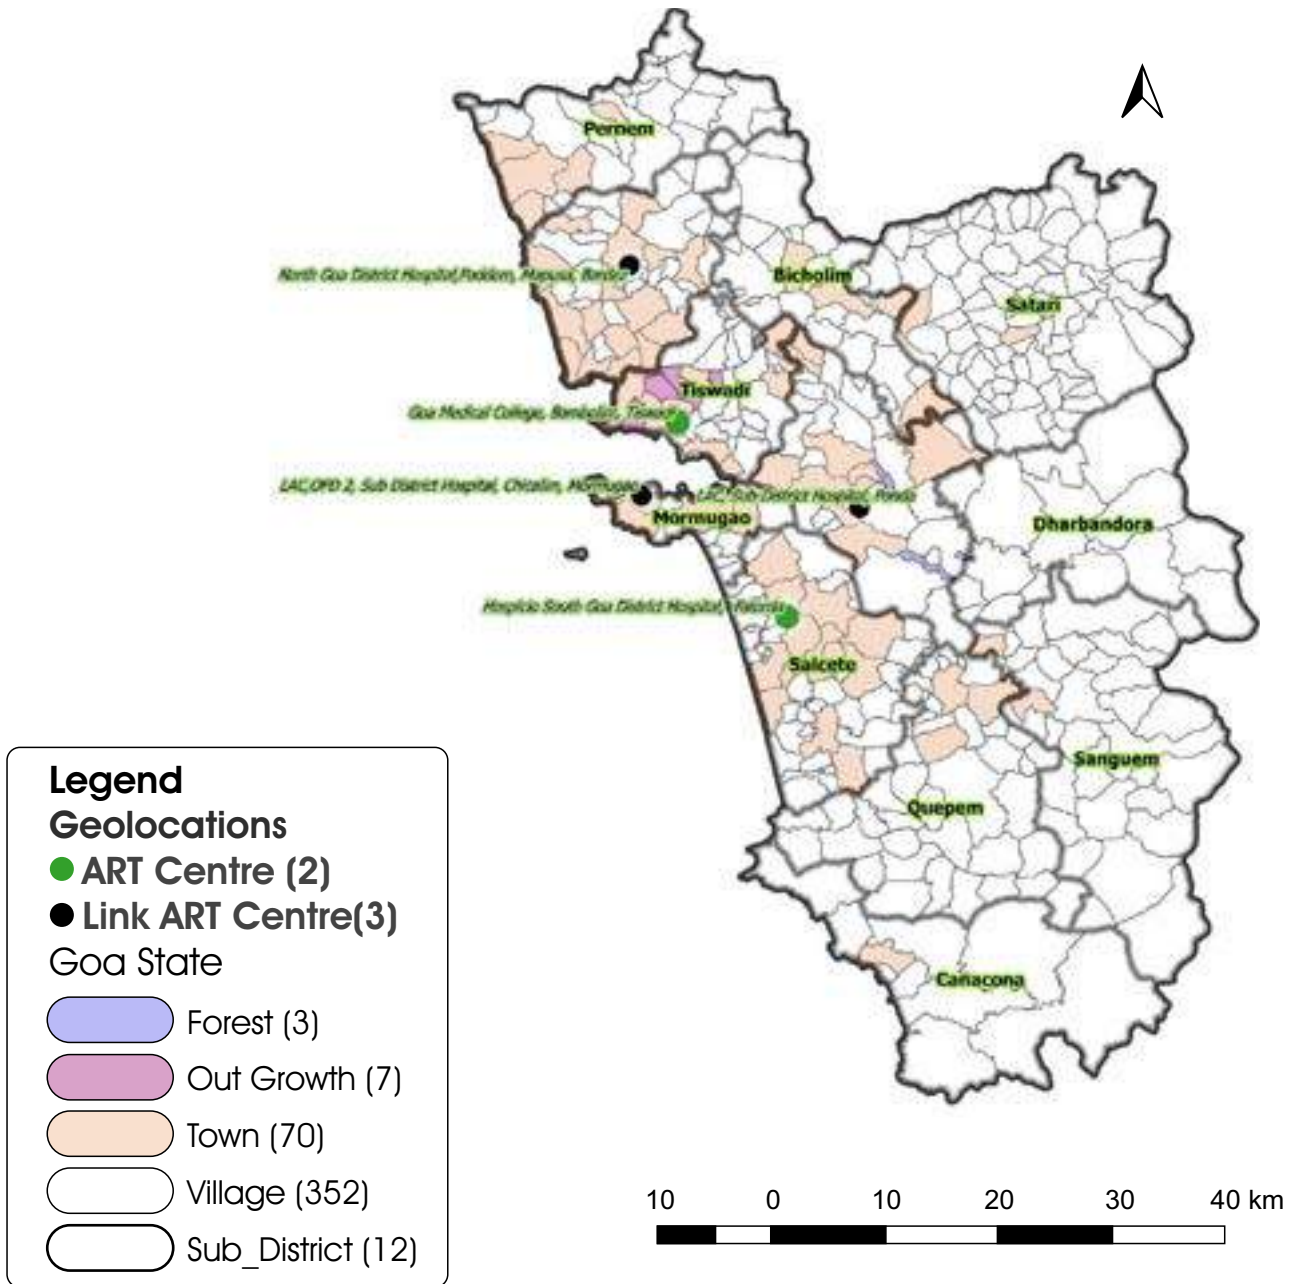 Pernem
North Goa District Hospital,Peddem, Mapusa, Bardez
Bicholim
Satari
Tiswadi
Goa Medical College, Bambolim, Tiswadi
LAC,OPD 2, Sub District Hospital, Chicalim, Mormugao
LAC, Sub District Hospital, Ponda
Mormugao
Dharbandora
Hospicio South Goa District Hospital,
Salcete
Sanguem
Quepem
Canacona
Legend
Geolocations
ART Centre (2)
Link ART Centre(3)
Goa State
Forest (3)
Out Growth (7)
Town (70)
Village (352)
Sub_District (12)
10 0 10 20 30 40 km